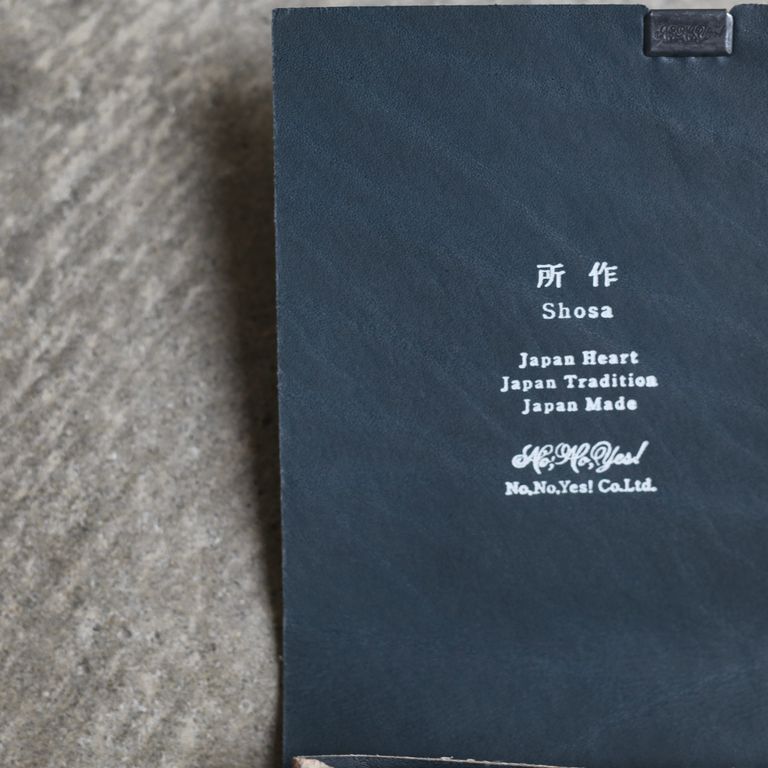 所作
Shosa
Japan Heart
Japan Tradition
Japan Made
No,No,Yes!
No,No,Yes! Co.Ltd.